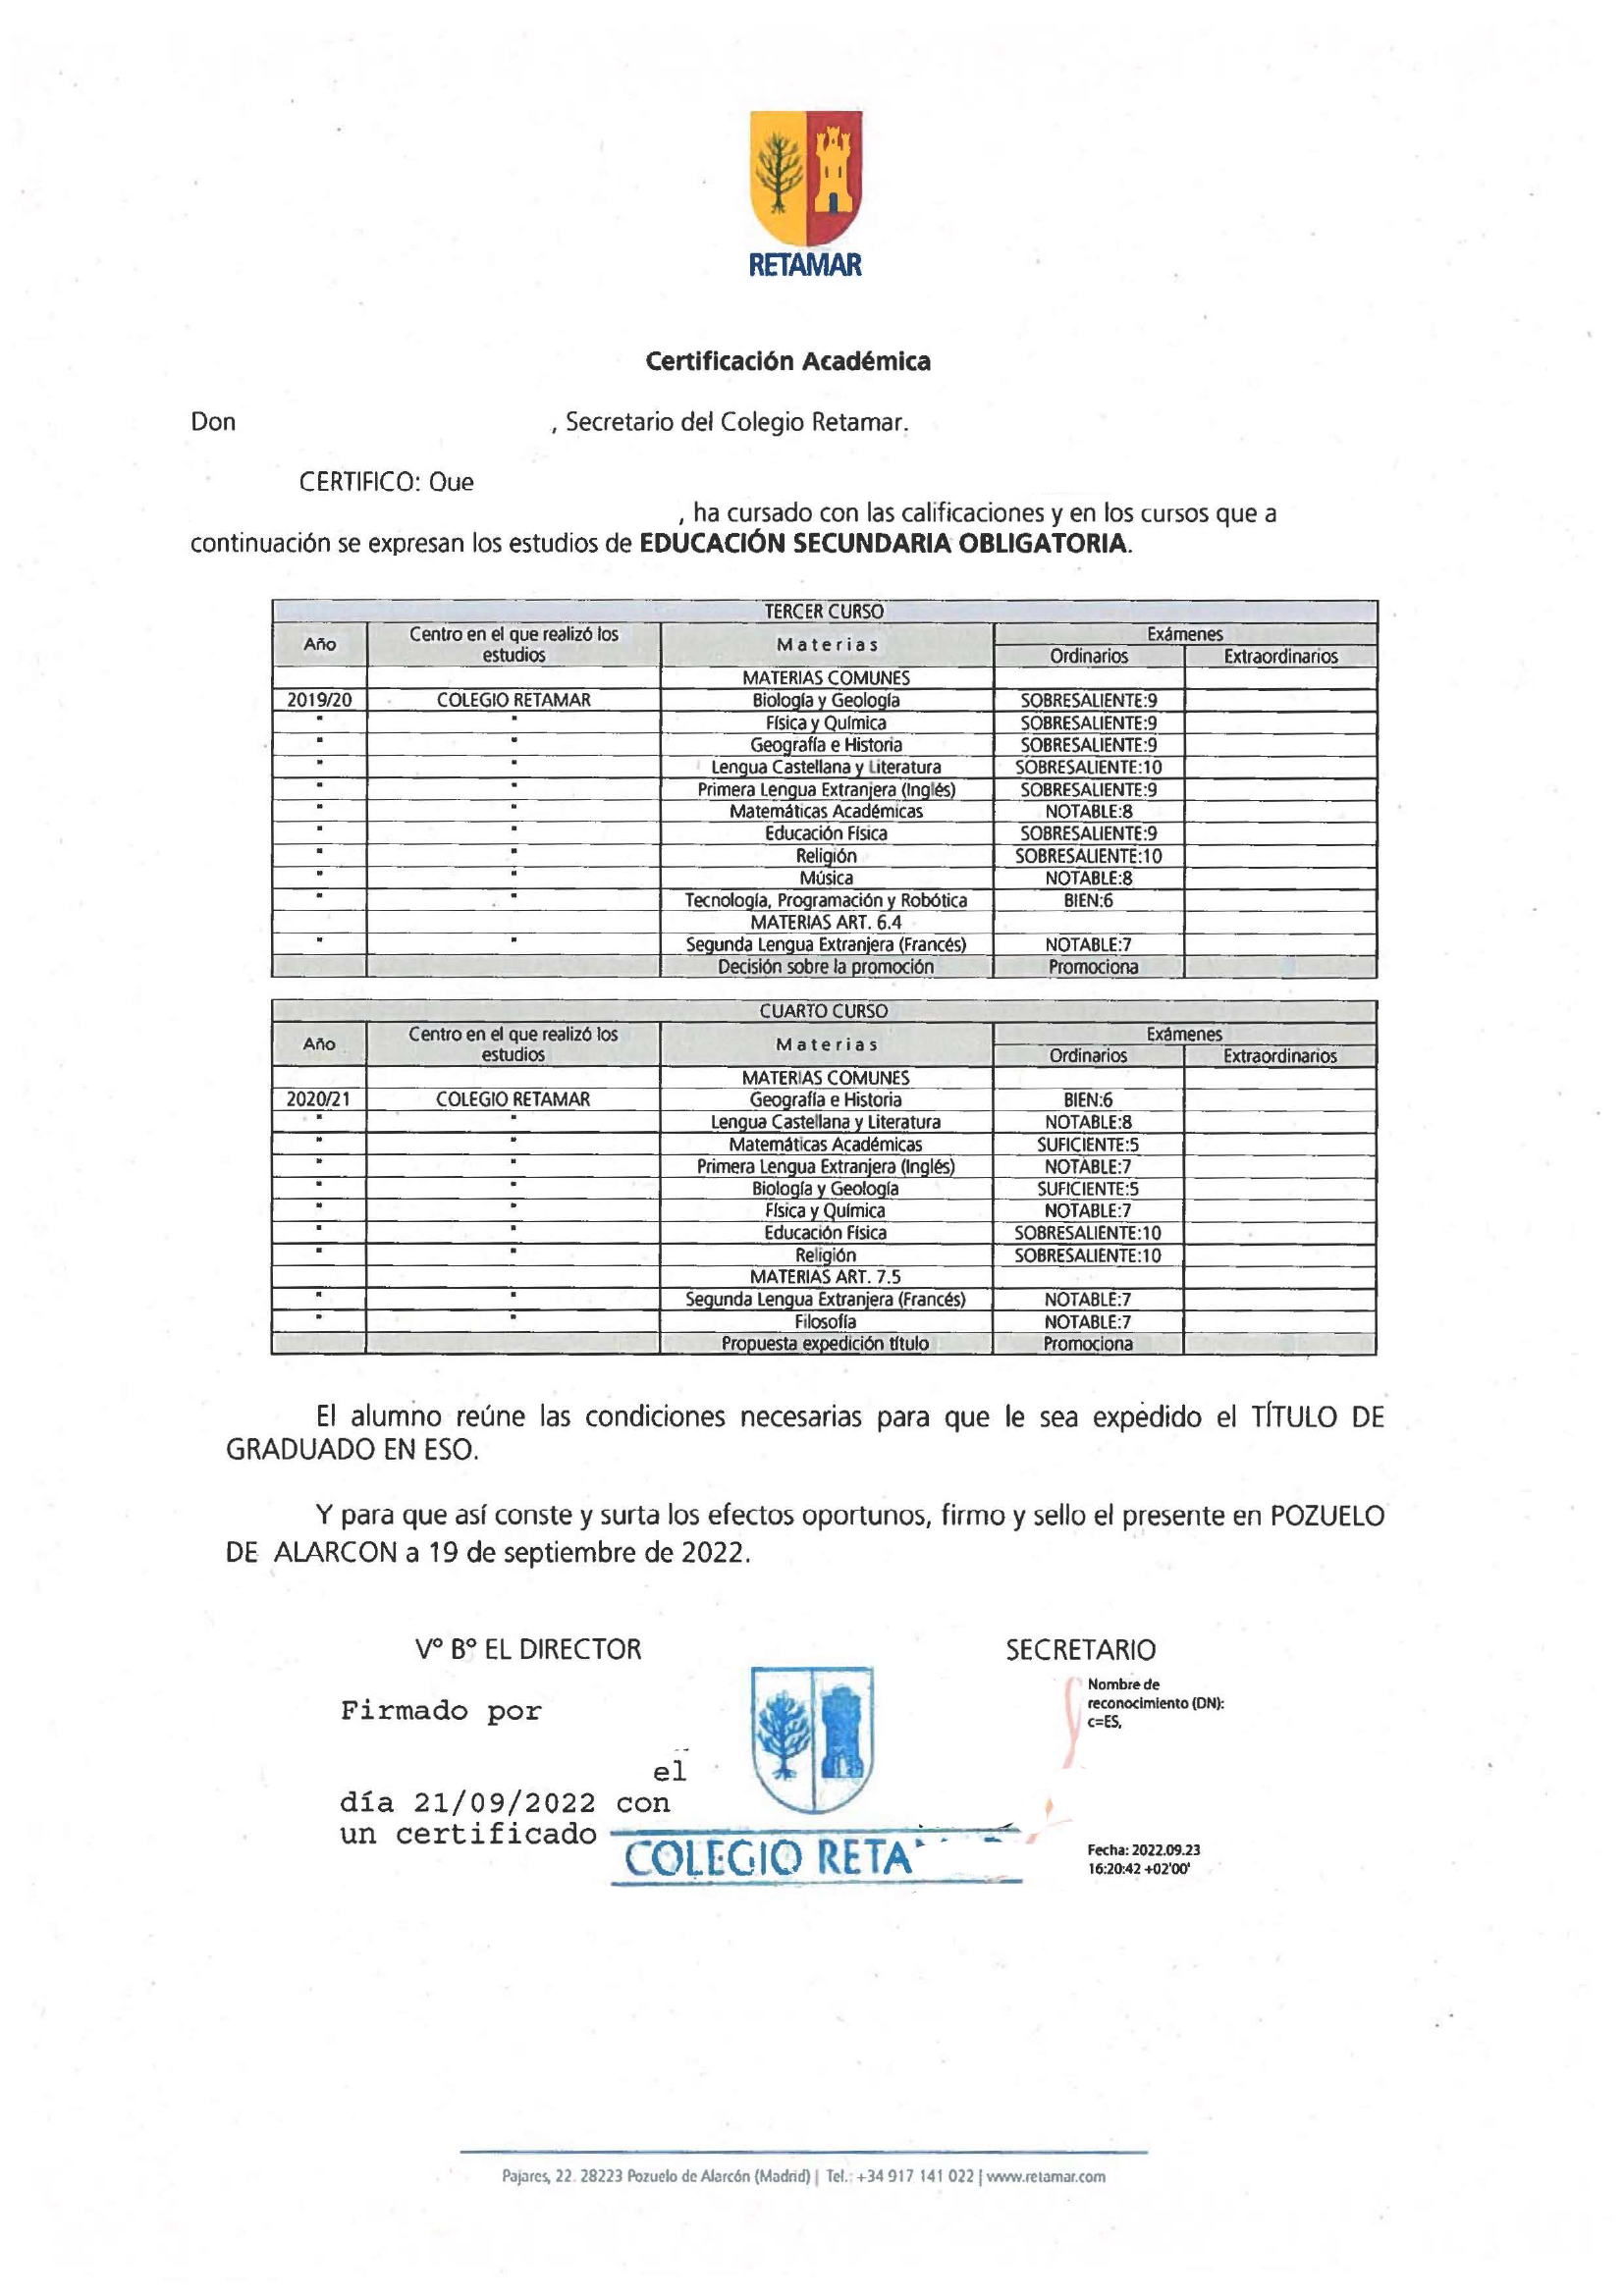 RETAMAR
Certificación Académica
Don , Secretario del Colegio Retamar.
CERTIFICO: Que
, ha cursado con las calificaciones y en los cursos que a
continuación se expresan los estudios de EDUCACIÓN SECUNDARIA OBLIGATORIA.
TERCER CURSO
Año Centro en el que realizó los estudios Materias Exámenes
Ordinarios Extraordinarios
MATERIAS COMUNES
2019/20 COLEGIO RETAMAR Biología y Geología SOBRESALIENTE:9
" " Física y Química SOBRESALIENTE:9
" " Geografía e Historia SOBRESALIENTE:9
" " Lengua Castellana y Literatura SOBRESALIENTE:10
" " Primera Lengua Extranjera (Inglés) SOBRESALIENTE:9
" " Matemáticas Académicas NOTABLE:8
" " Educación Física SOBRESALIENTE:9
" " Religión SOBRESALIENTE:10
" " Música NOTABLE:8
" " Tecnología, Programación y Robótica BIEN:6
MATERIAS ART. 6.4
" " Segunda Lengua Extranjera (Francés) NOTABLE:7
Decisión sobre la promoción Promociona
CUARTO CURSO
Año Centro en el que realizó los estudios Materias Exámenes
Ordinarios Extraordinarios
MATERIAS COMUNES
2020/21 COLEGIO RETAMAR Geografía e Historia BIEN:6
" " Lengua Castellana y Literatura NOTABLE:8
" " Matemáticas Académicas SUFICIENTE:5
" " Primera Lengua Extranjera (Inglés) NOTABLE:7
" " Biología y Geología SUFICIENTE:5
" " Física y Química NOTABLE:7
" " Educación Física SOBRESALIENTE:10
" " Religión SOBRESALIENTE:10
MATERIAS ART. 7.5
" " Segunda Lengua Extranjera (Francés) NOTABLE:7
" " Filosofía NOTABLE:7
Propuesta expedición título Promociona
El alumno reúne las condiciones necesarias para que le sea expedido el TÍTULO DE
GRADUADO EN ESO.
Y para que así conste y surta los efectos oportunos, firmo y sello el presente en POZUELO
DE ALARCON a 19 de septiembre de 2022.
Vº Bº EL DIRECTOR SECRETARIO
Firmado por
el
día 21/09/2022 con
un certificado
COLEGIO RETA
Nombre de
reconocimiento (DN):
c=ES,
Fecha: 2022.09.23
16:20:42 +02'00'
Pajares, 22. 28223 Pozuelo de Alarcón (Madrid) | Tel.: +34 917 141 022 | www.retamar.com